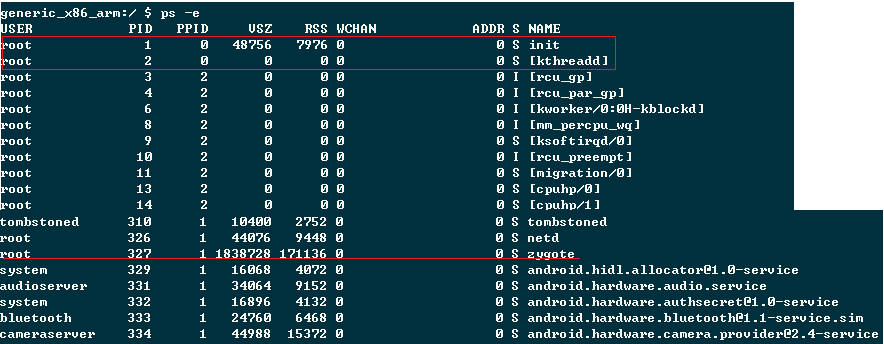 generic_x86_arm:/ $ ps -e
USER PID PPID VSZ RSS WCHAN ADDR S NAME
root 1 0 48756 7976 0 0 S init
root 2 0 0 0 0 0 S [kthreadd]
root 3 2 0 0 0 0 I [rcu_gp]
root 4 2 0 0 0 0 I [rcu_par_gp]
root 6 2 0 0 0 0 I [kworker/0:0H-kblockd]
root 8 2 0 0 0 0 I [mm_percpu_wq]
root 9 2 0 0 0 0 S [ksoftirqd/0]
root 10 2 0 0 0 0 I [rcu_preempt]
root 11 2 0 0 0 0 S [migration/0]
root 13 2 0 0 0 0 S [cpuhp/0]
root 14 2 0 0 0 0 S [cpuhp/1]
tombstoned 310 1 10400 2752 0 0 S tombstoned
root 326 1 44076 9448 0 0 S netd
root 327 1 1838728 171136 0 0 S zygote
system 329 1 16068 4072 0 0 S android.hidl.allocator@1.0-service
audioserver 331 1 34064 9152 0 0 S android.hardware.audio.service
system 332 1 16896 4132 0 0 S android.hardware.authsecret@1.0-service
bluetooth 333 1 24760 6468 0 0 S android.hardware.bluetooth@1.1-service.sim
cameraserver 334 1 44988 15372 0 0 S android.hardware.camera.provider@2.4-service